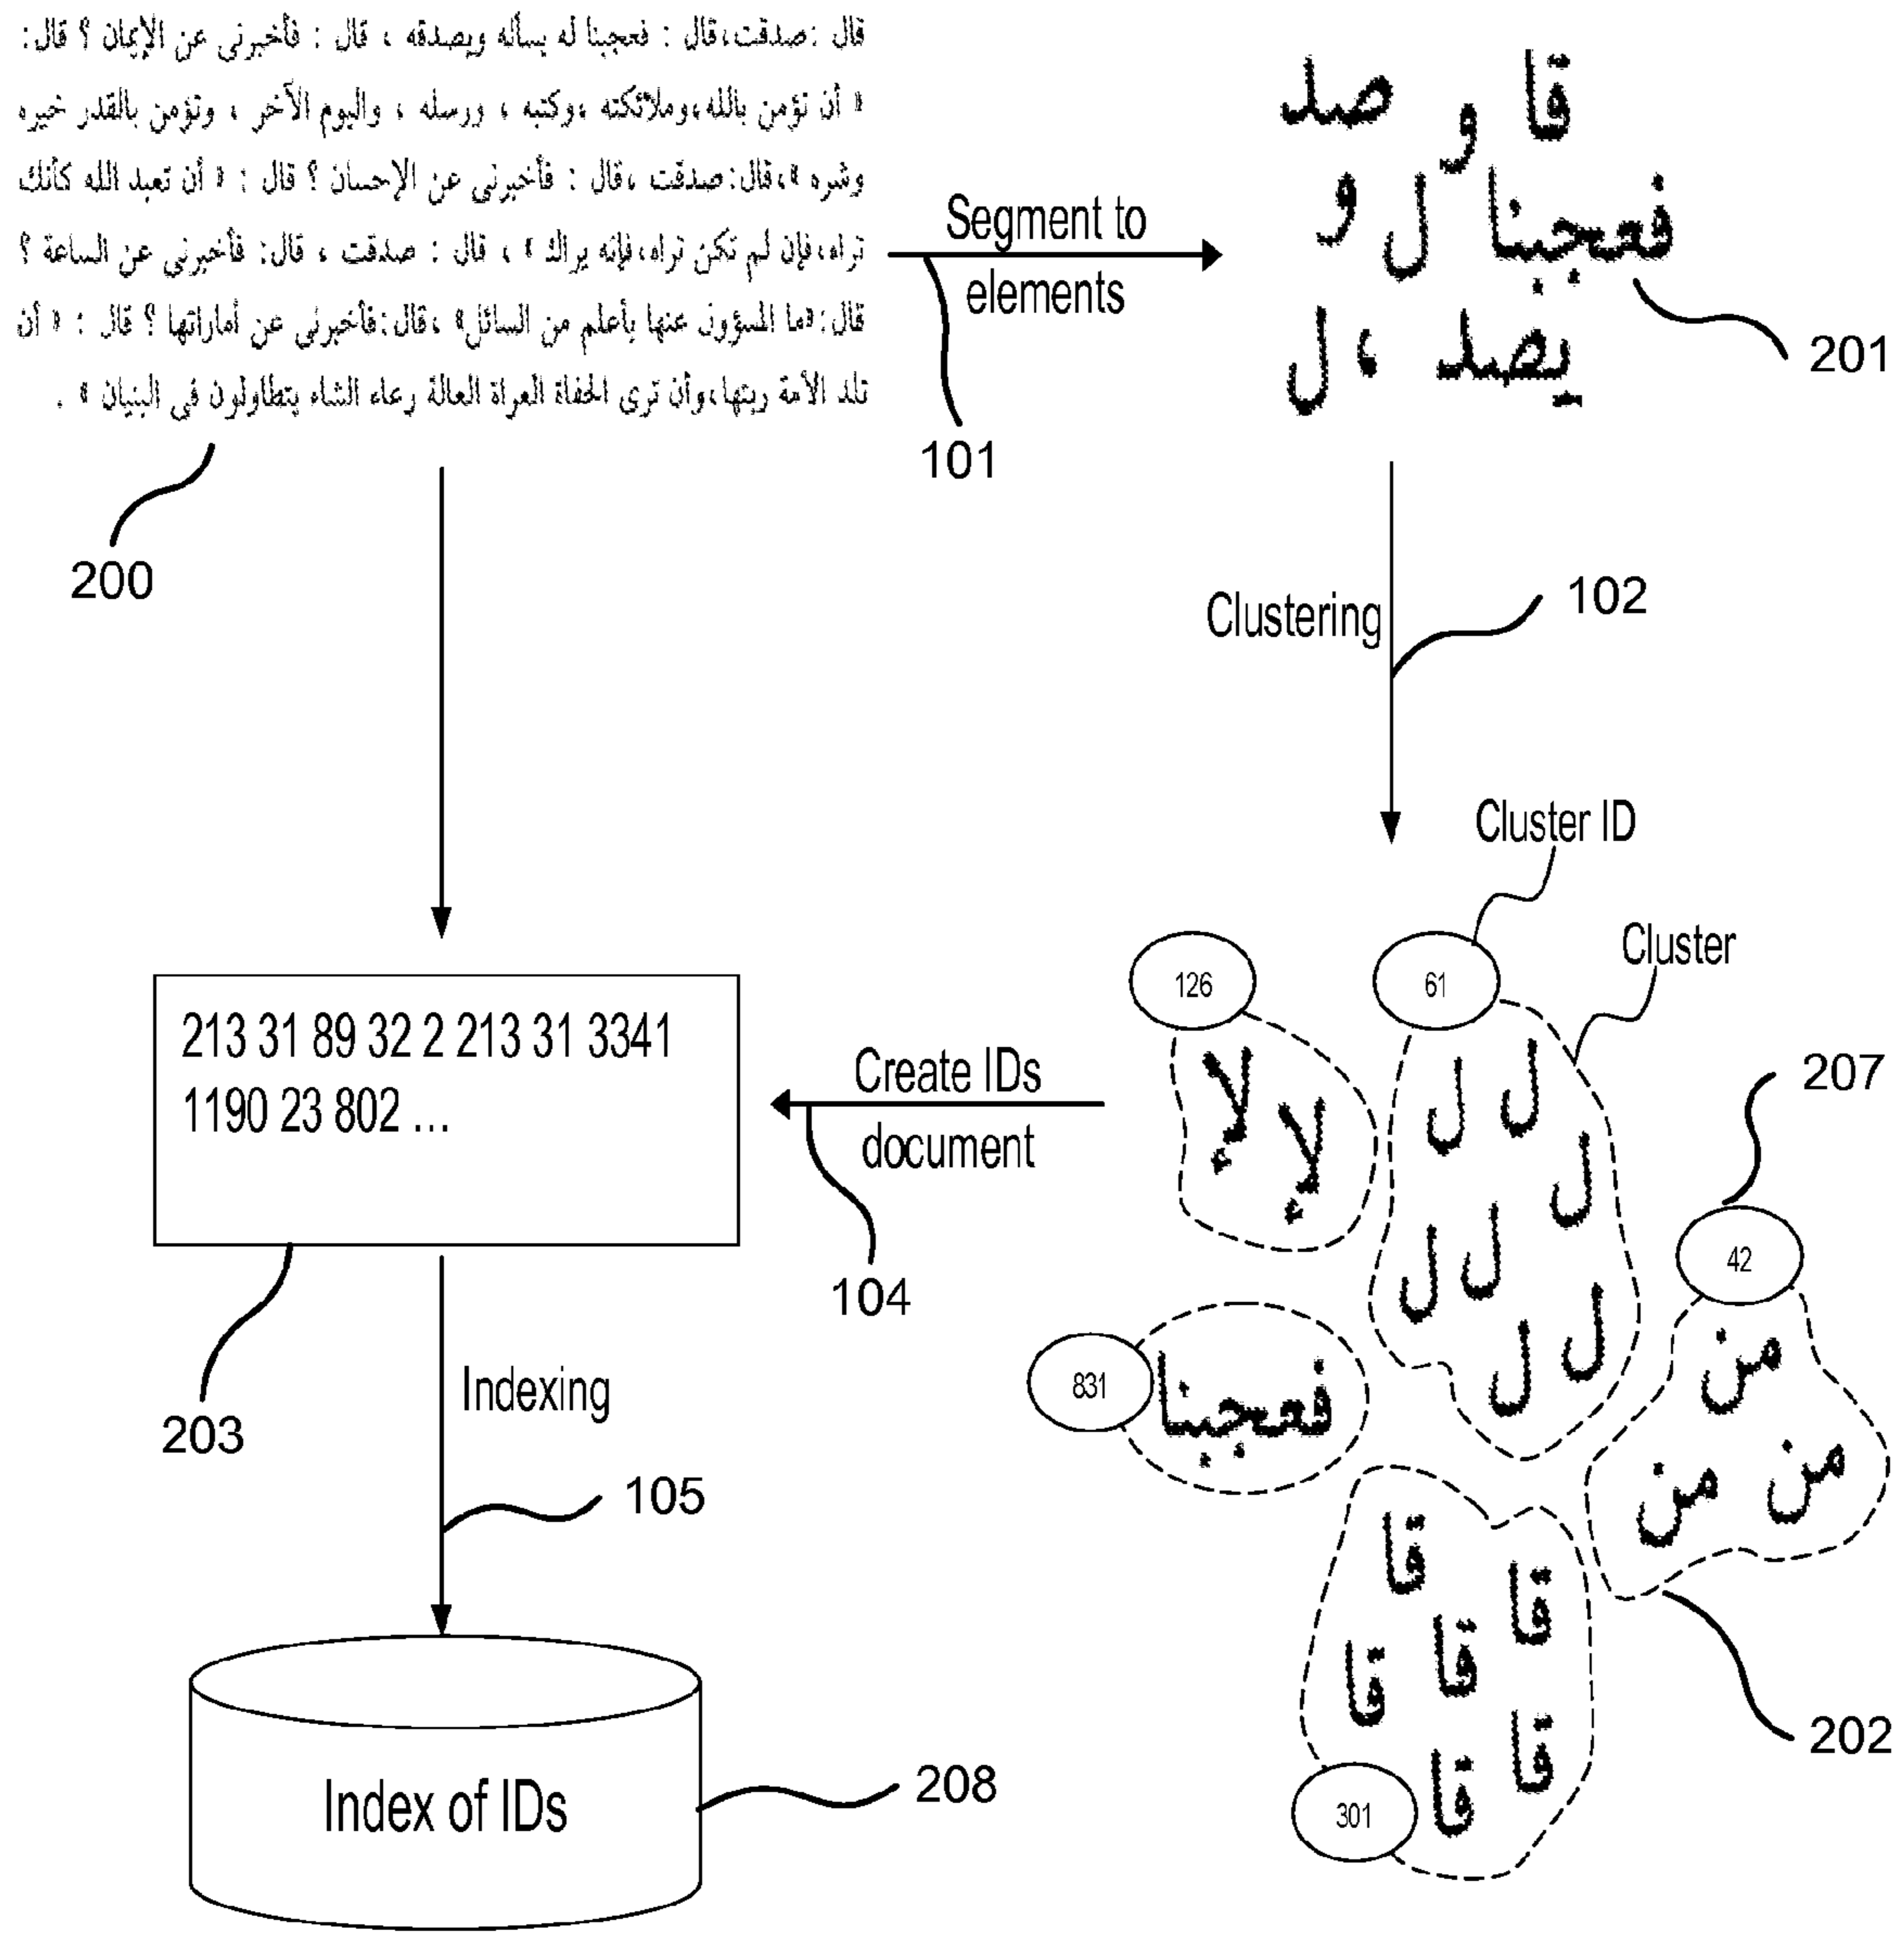 قال :صدقت،قال : فعجبنا له يسأله ويصدقه ، قال : فأخبرنى عن الإيمان ؟ قال:
« أن تؤمن بالله،وملائكته ،وكتبه ، ورسله ، واليوم الآخر ، وتؤمن بالقدر خيره
وشره »،قال:صدقت ،قال : فأخبرنى عن الإحسان ؟ قال : « أن تعبد الله كأنك
تراه،فإن لم تكن تراه،فإنه يراك » ، قال : صدقت ، قال: فأخبرنى عن الساعة ؟
قال:«ما المسؤول عنها بأعلم من السائل» ،قال:فأخبرنى عن أماراتها ؟ قال : « أن
تلد الأمة ربتها،وأن ترى الحفاة العراة العالة رعاء الشاء يتطاولون فى البنيان » .
200
Segment to
elements
101
قا و صد
فعجبنا ل و
يصد ، ل
201
Clustering
102
Cluster ID
Cluster
126
لإ لإ
61
ل ل ل ل ل ل ل
207
42
من من من
831
فعجبنا
301
قا قا قا قا قا قا
202
Create IDs
document
104
213 31 89 32 2 213 31 3341
1190 23 802 ...
203
Indexing
105
Index of IDs
208